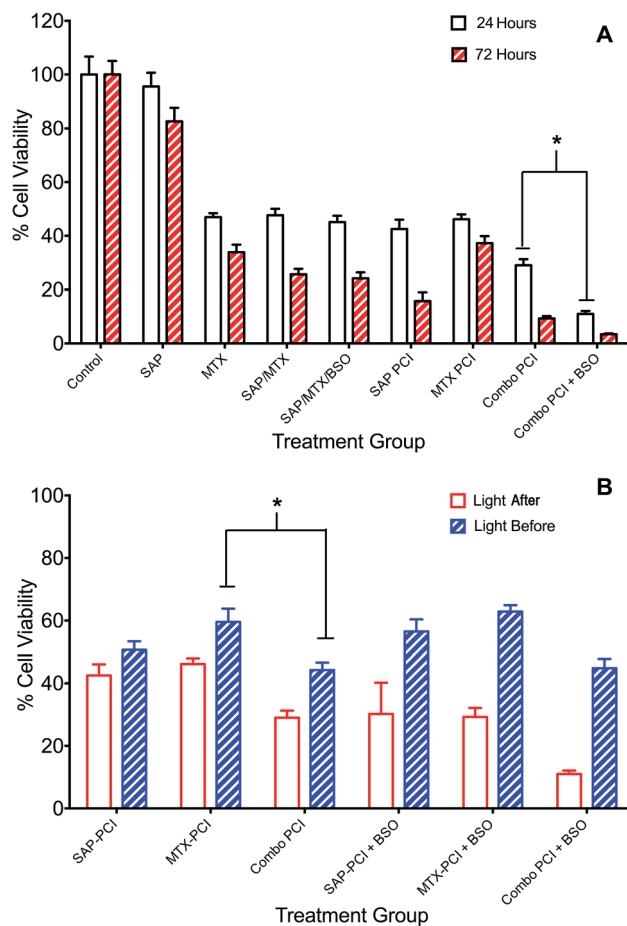 A
24 Hours
72 Hours
% Cell Viability
120
100
80
60
40
20
0
*
Control
SAP
MTX
SAP/MTX
SAP/MTX/BSO
SAP PCI
MTX PCI
Combo PCI
Combo PCI + BSO
Treatment Group
B
Light After
Light Before
% Cell Viability
100
80
60
40
20
0
*
SAP-PCI
MTX-PCI
Combo PCI
SAP-PCI + BSO
MTX-PCI + BSO
Combo PCI + BSO
Treatment Group